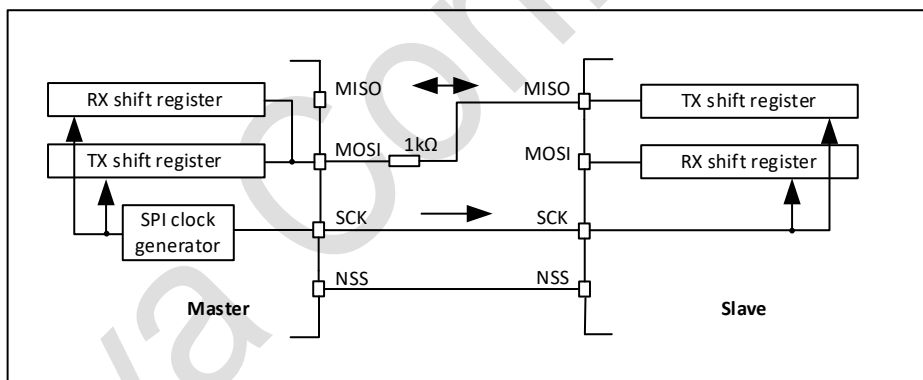 RX shift register
MISO
MISO
TX shift register
TX shift register
MOSI
1kΩ
MOSI
RX shift register
SPI clock
generator
SCK
SCK
NSS
NSS
Master
Slave